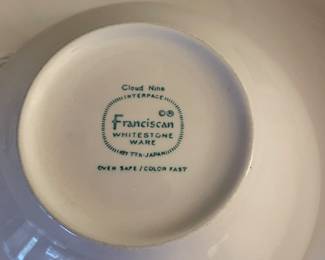 Cloud Nine
INTERPACE
©®
Franciscan
WHITESTONE
WARE
JAPAN
OVEN SAFE / COLOR FAST